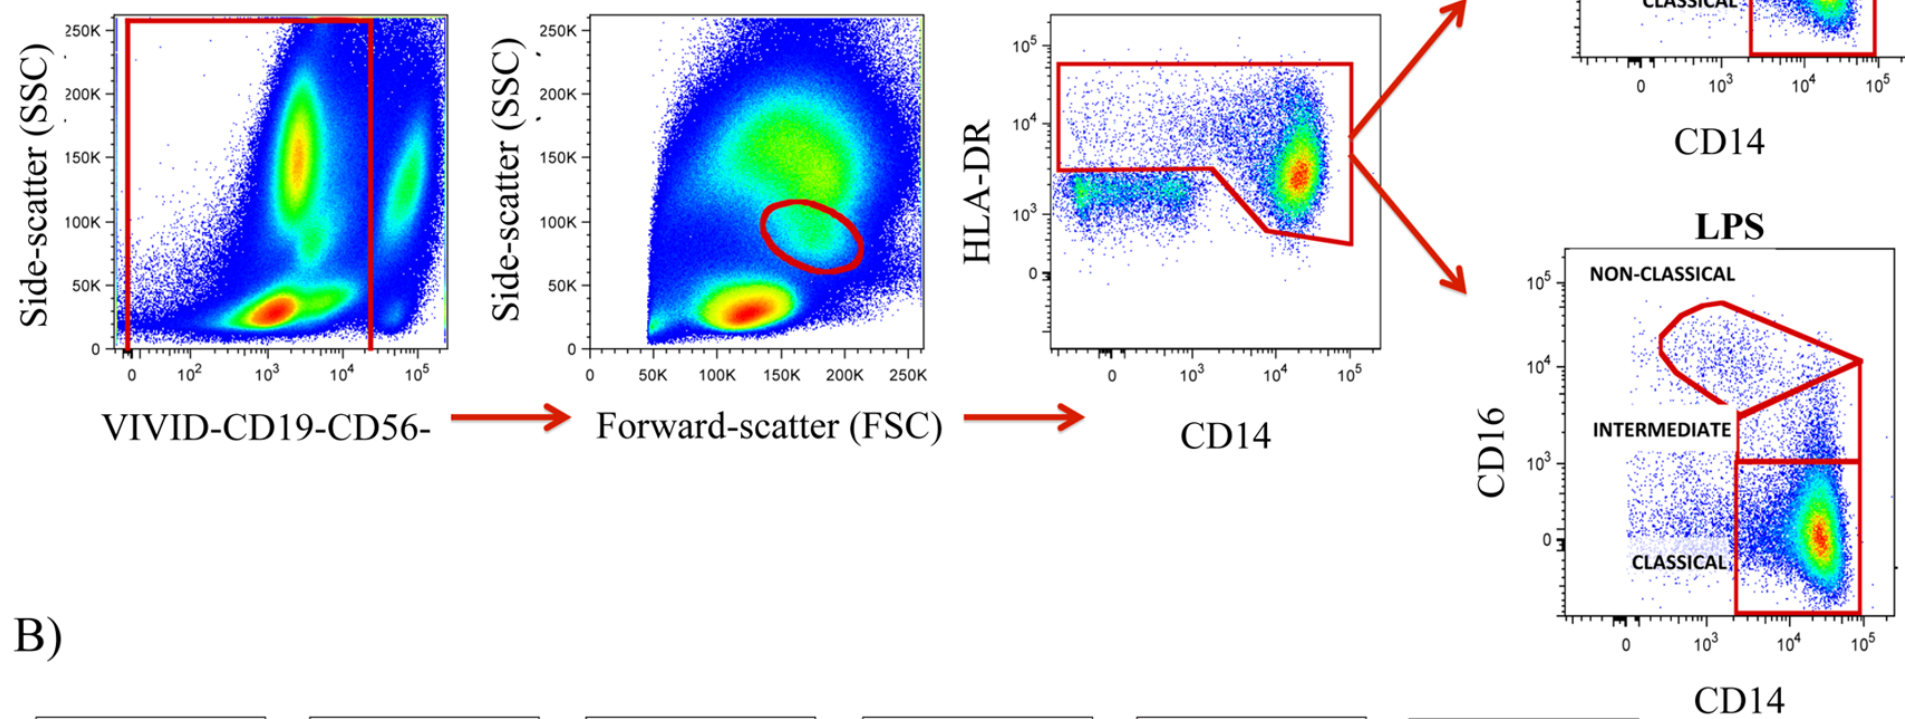 Side-scatter (SSC)
250K
200K
150K
100K
50K
0
0 10² 10³ 10⁴ 10⁵
VIVID-CD19-CD56-
Side-scatter (SSC)
250K
200K
150K
100K
50K
0
0 50K 100K 150K 200K 250K
Forward-scatter (FSC)
HLA-DR
10⁵
10⁴
10³
0
0 10³ 10⁴ 10⁵
CD14
CLASSICAL
0 10³ 10⁴ 10⁵
CD14
LPS
CD16
10⁵
10⁴
10³
0
NON-CLASSICAL
INTERMEDIATE
CLASSICAL
0 10³ 10⁴ 10⁵
CD14
B)